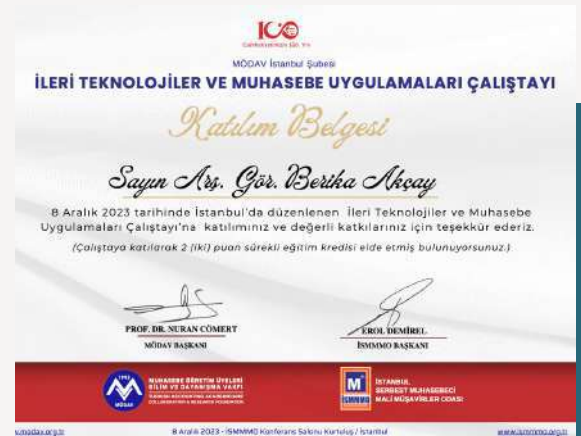 100
Cumhuriyetimizin 100. Yılı
MÖDAV İstanbul Şubesi
İLERİ TEKNOLOJİLER VE MUHASEBE UYGULAMALARI ÇALIŞTAYI
Katılım Belgesi
Sayın Arş. Gör. Berika Akçay
8 Aralık 2023 tarihinde İstanbul'da düzenlenen İleri Teknolojiler ve Muhasebe
Uygulamaları Çalıştayı'na katılımınız ve değerli katkılarınız için teşekkür ederiz.
(Çalıştaya katılarak 2 (iki) puan sürekli eğitim kredisi elde etmiş bulunuyorsunuz.)
PROF. DR. NURAN CÖMERT
MÖDAV BAŞKANI
EROL DEMİREL
İSMMMO BAŞKANI
MÖDAV
MUHASEBE ÖĞRETİM ÜYELERİ
BİLİM VE DAYANIŞMA VAKFI
İSMMMO
İSTANBUL
SERBEST MUHASEBECİ
MALİ MÜŞAVİRLER ODASI
8 Aralık 2023 - İSMMMO Konferans Salonu Kurtuluş / İstanbul